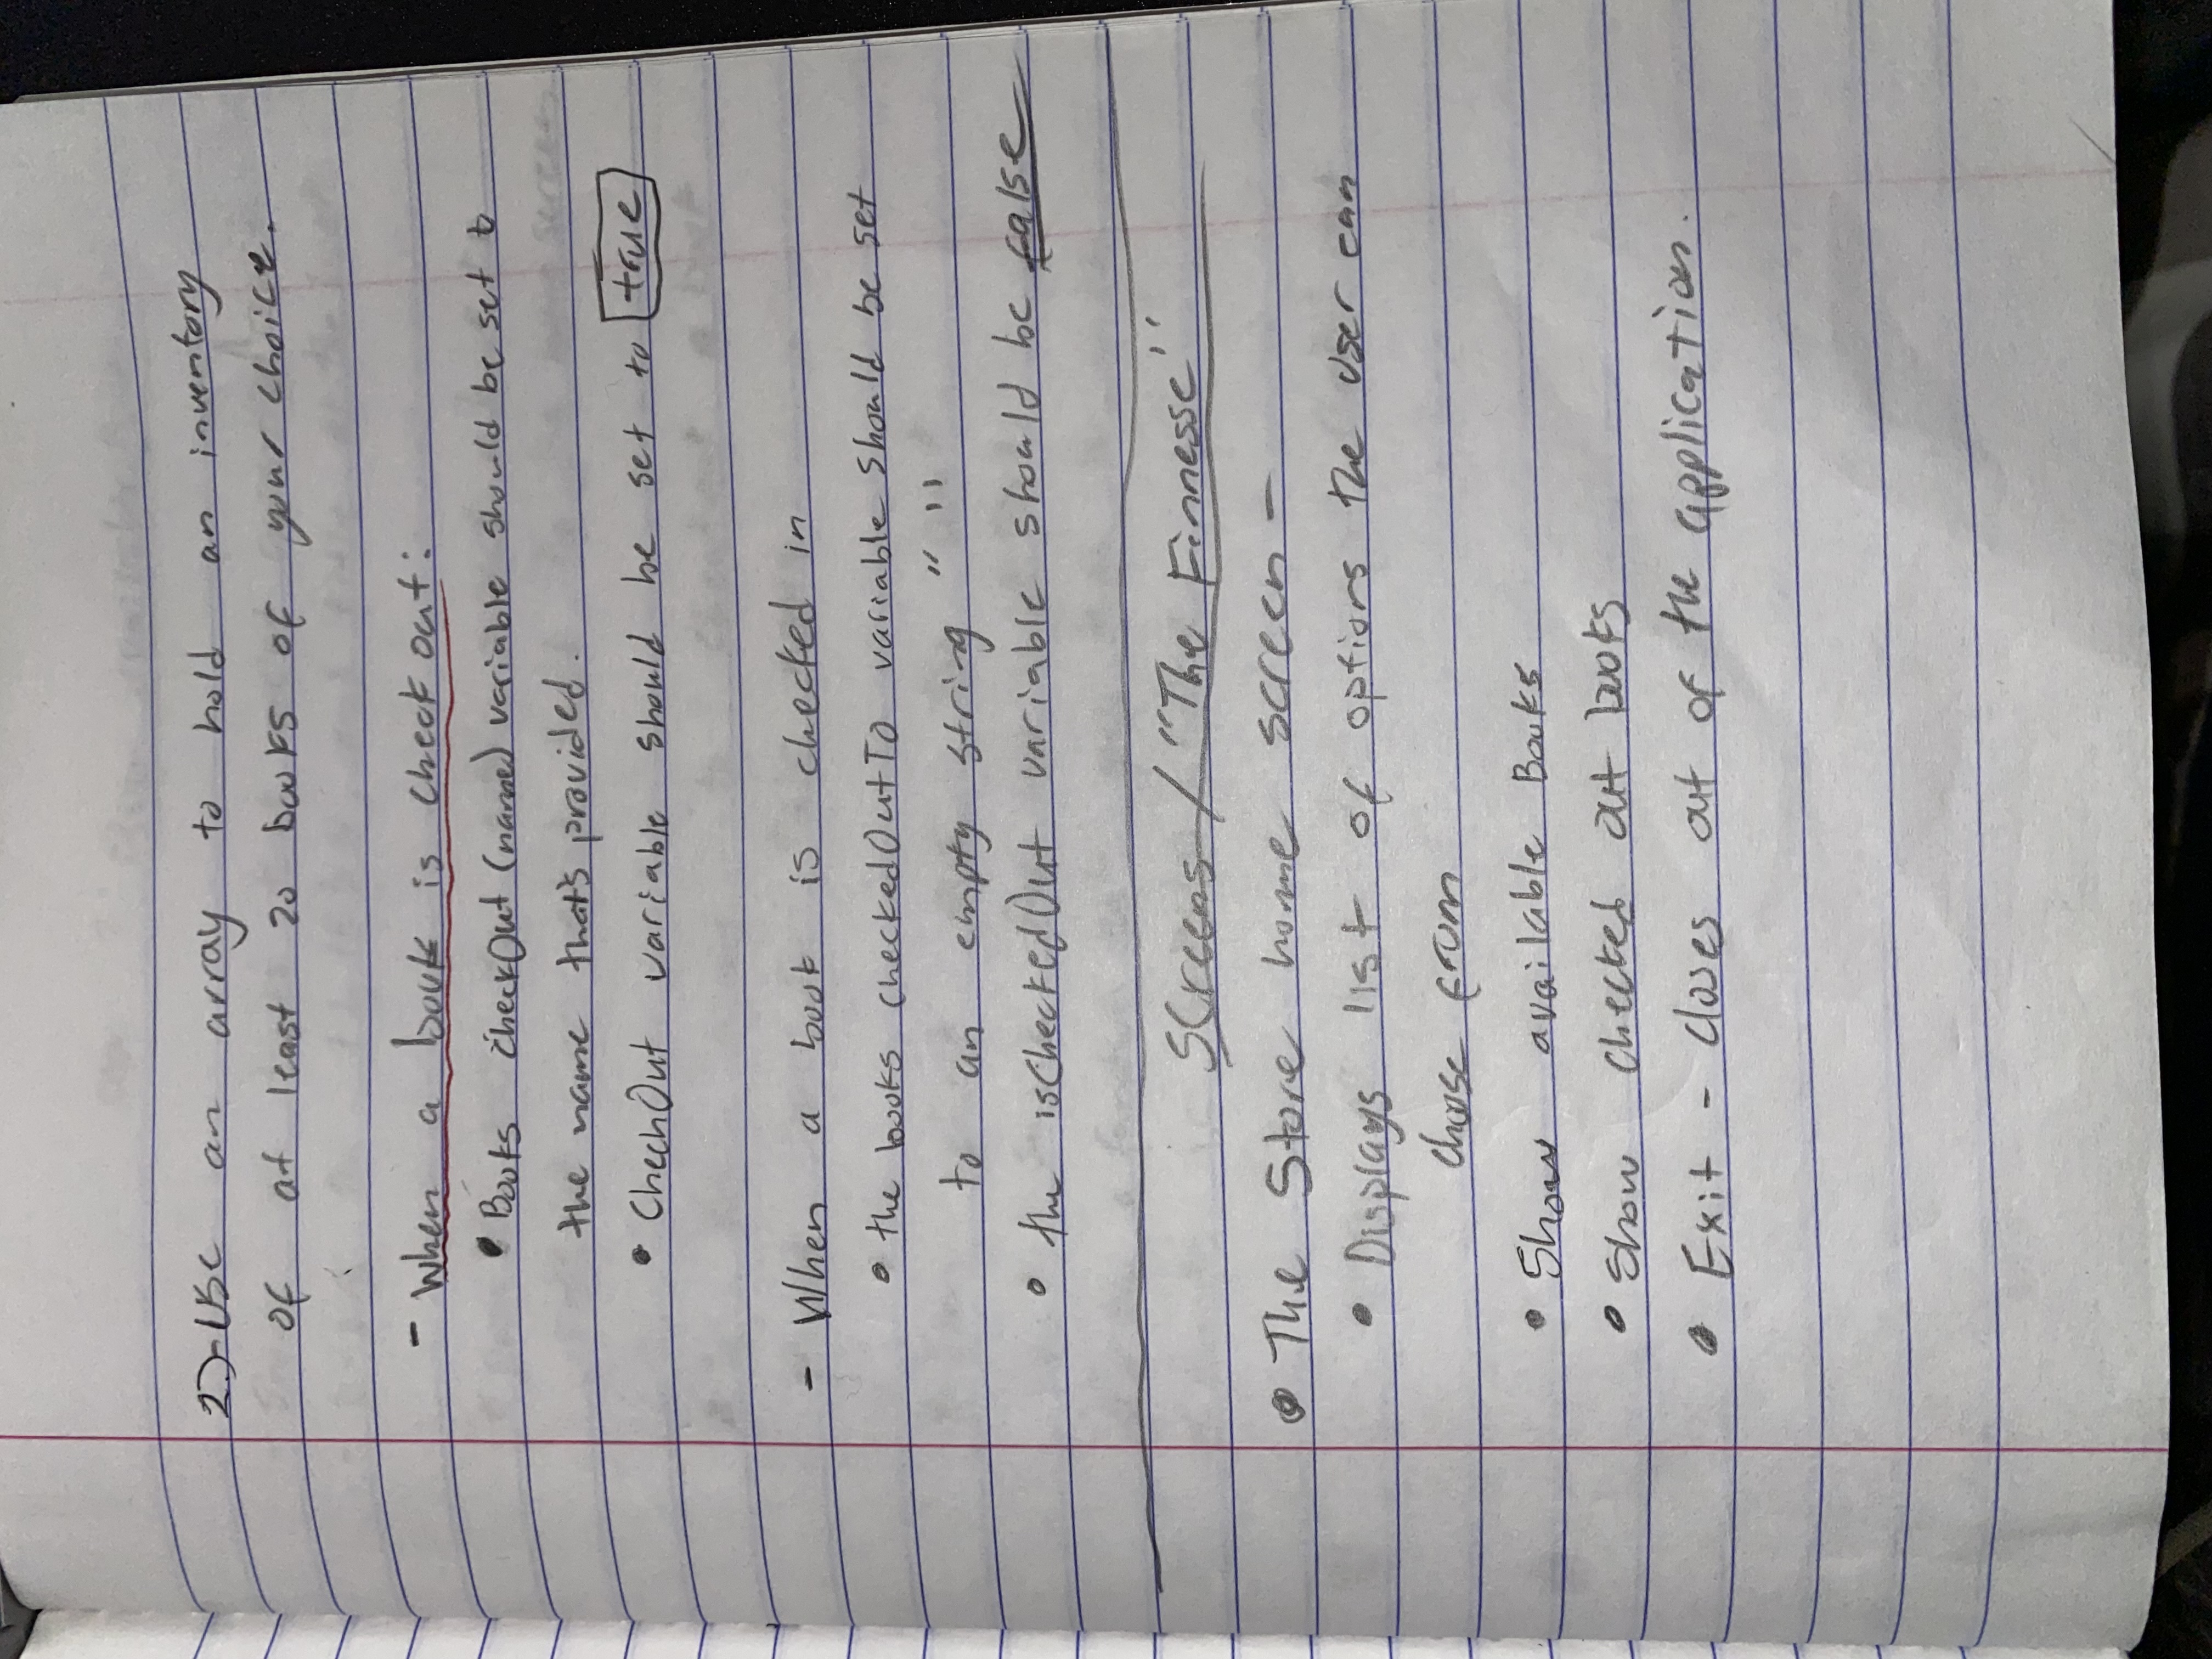 2.)-Use an array to hold an inventory
of at least 20 books of your choice.
- When a book is check out:
• Books checkOut (name) variable should be set to
the name that's provided.
• CheckOut variable should be set to true
- When a book is checked in
• the books checkedOutTo variable should be set
to an empty string " "
• the isCheckedOut variable should be false
Screens / "The Finnesse"
• The Store home screen -
• Displays list of options the user can
choose from
• Show available Books
• Show checked out books
• Exit - closes out of the application.